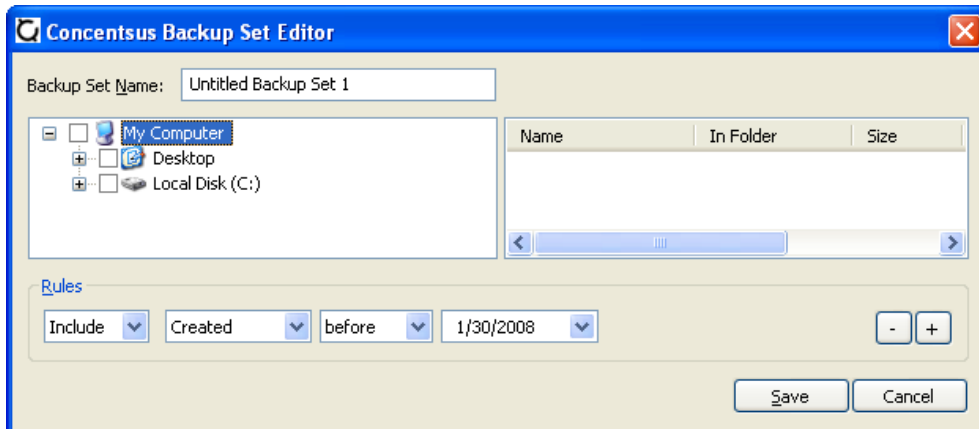 Concentsus Backup Set Editor
Backup Set Name: Untitled Backup Set 1
My Computer
Desktop
Local Disk (C:)
Name In Folder Size
Rules
Include Created before 1/30/2008 - +
Save Cancel